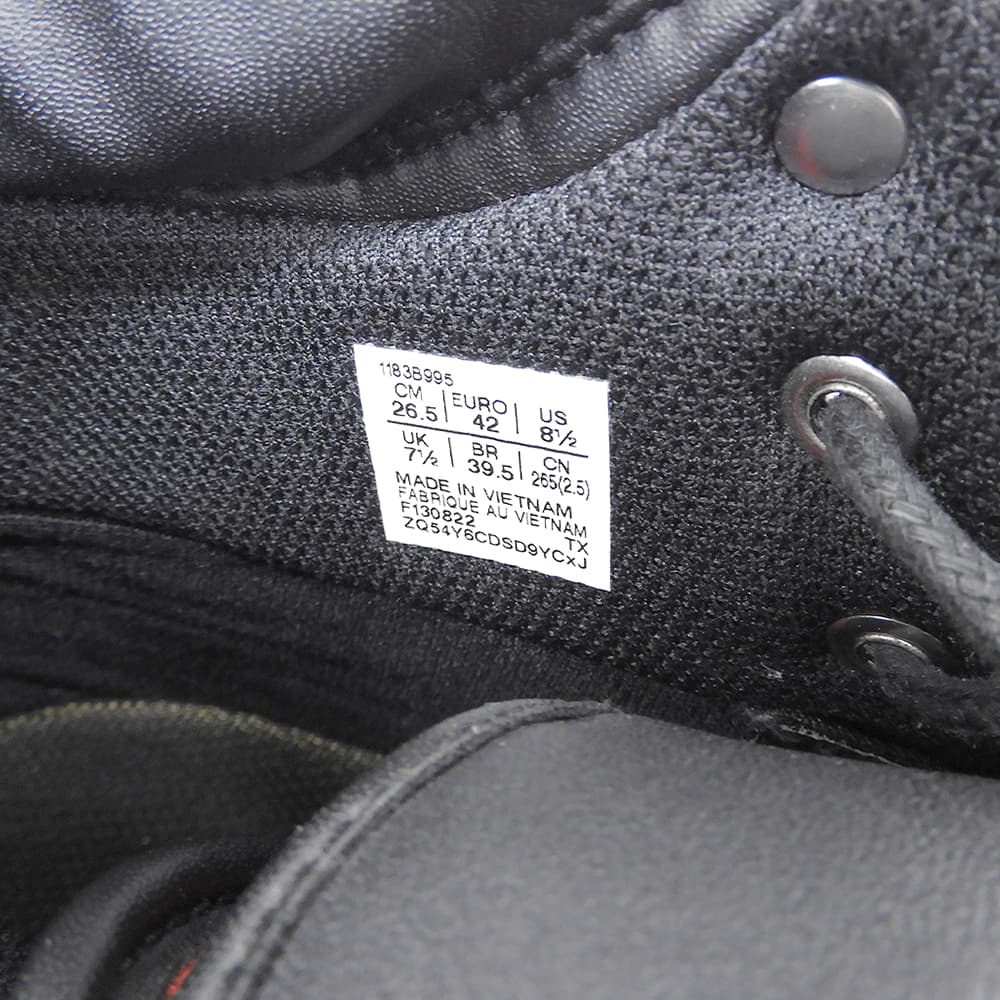 1183B995
CM 26.5 | EURO 42 | US 8½
UK 7½ | BR 39.5 | CN 265(2.5)
MADE IN VIETNAM
FABRIQUE AU VIETNAM
F130822 TX
ZQ54Y6CDSD9YCxJ